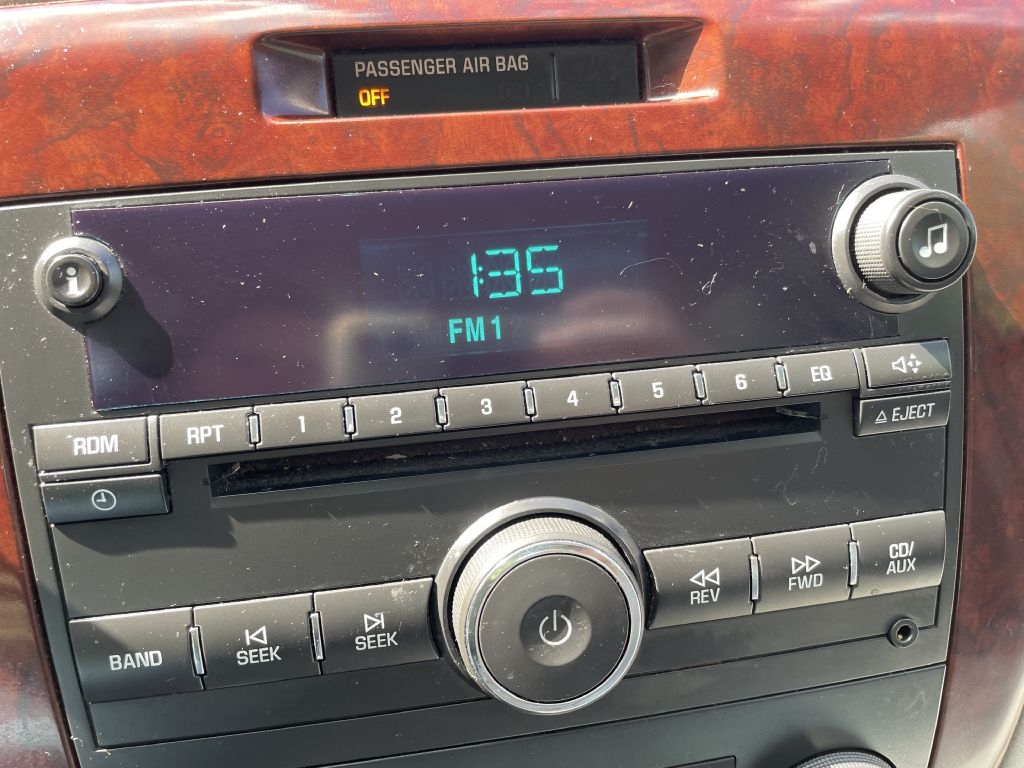 PASSENGER AIR BAG
OFF
ON
1:35
FM1
RDM
RPT
1
2
3
4
5
6
EQ
EJECT
BAND
SEEK
SEEK
REV
FWD
CD/
AUX